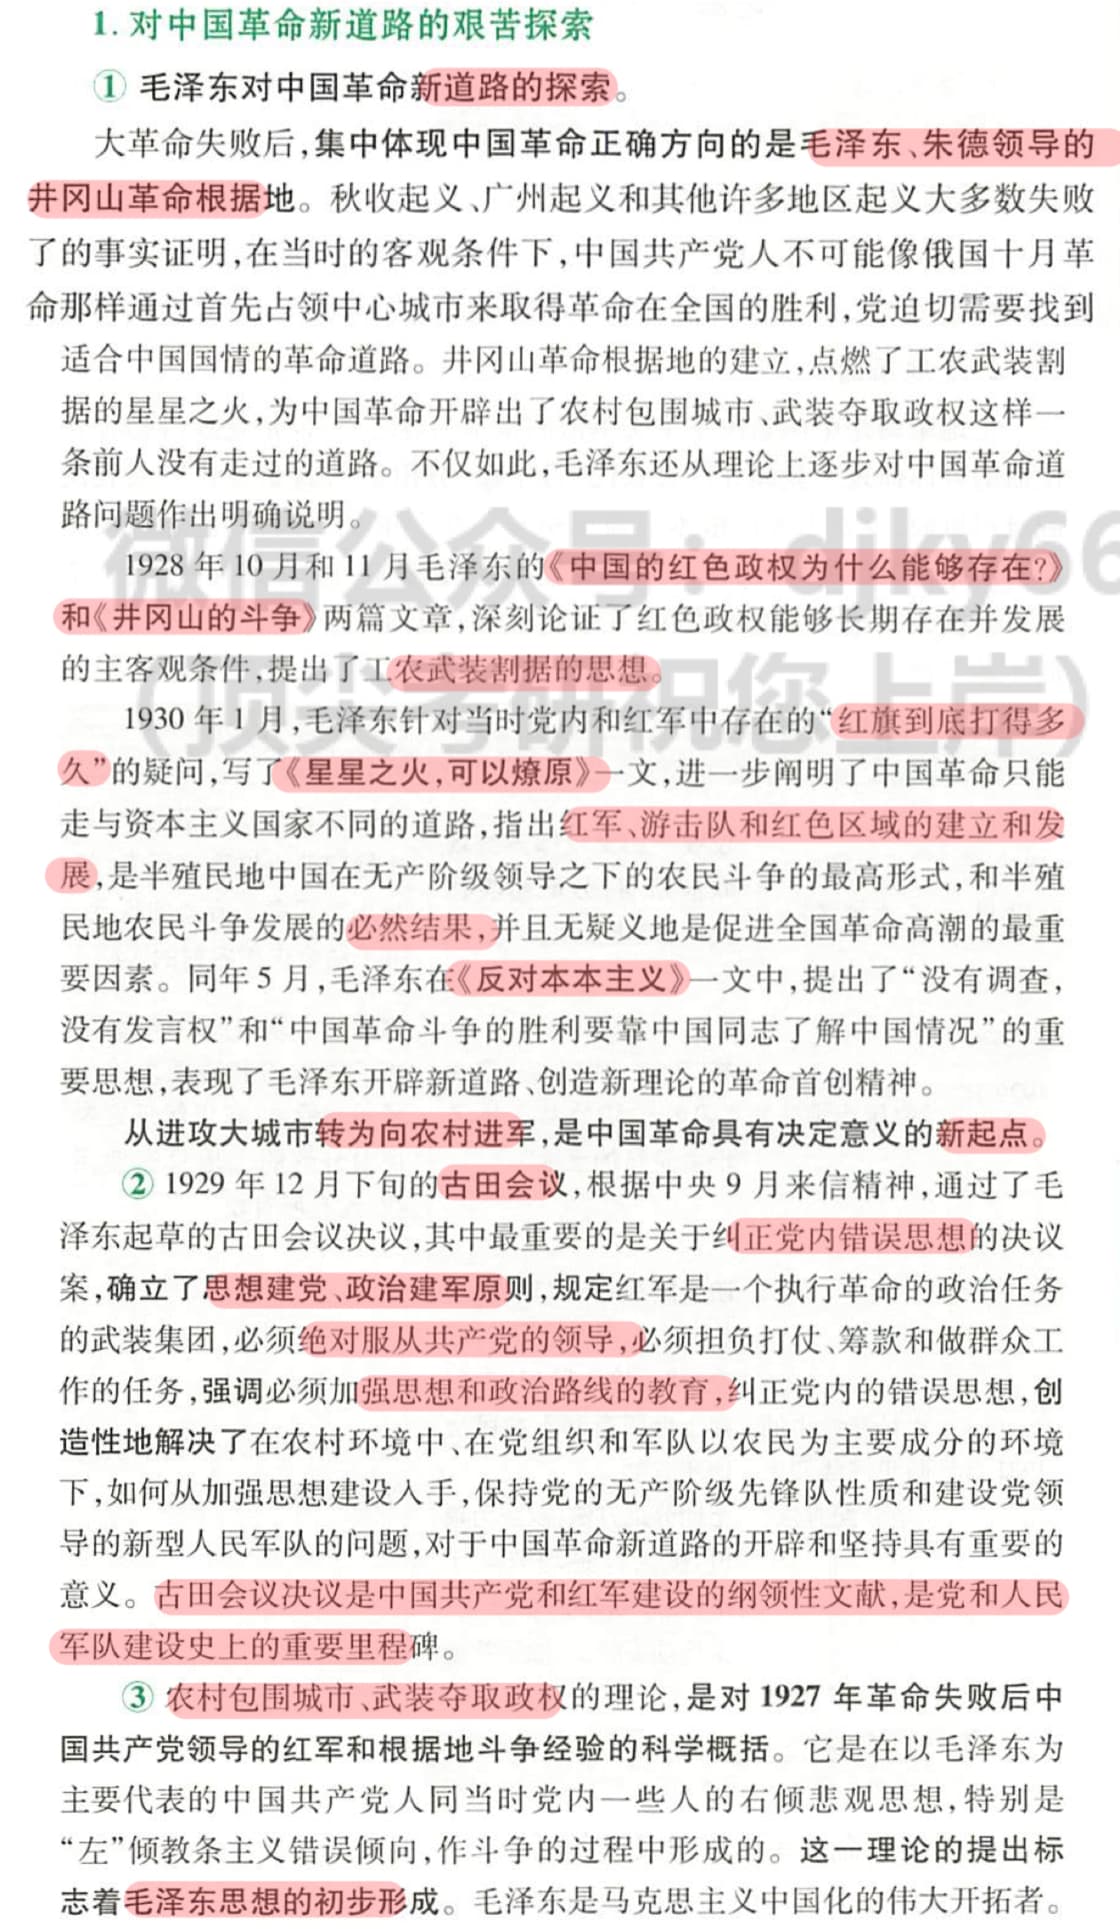 1. 对中国革命新道路的艰苦探索
① 毛泽东对中国革命新道路的探索。
大革命失败后,集中体现中国革命正确方向的是毛泽东、朱德领导的
井冈山革命根据地。秋收起义、广州起义和其他许多地区起义大多数失败
了的事实证明,在当时的客观条件下,中国共产党人不可能像俄国十月革
命那样通过首先占领中心城市来取得革命在全国的胜利,党迫切需要找到
适合中国国情的革命道路。井冈山革命根据地的建立,点燃了工农武装割
据的星星之火,为中国革命开辟出了农村包围城市、武装夺取政权这样一
条前人没有走过的道路。不仅如此,毛泽东还从理论上逐步对中国革命道
路问题作出明确说明。
微信公众号: djky66
1928 年 10 月和 11 月毛泽东的《中国的红色政权为什么能够存在?》
和《井冈山的斗争》两篇文章,深刻论证了红色政权能够长期存在并发展
的主客观条件,提出了工农武装割据的思想。
(顶尖考研祝您上岸)
1930 年 1 月,毛泽东针对当时党内和红军中存在的“红旗到底打得多
久”的疑问,写了《星星之火,可以燎原》一文,进一步阐明了中国革命只能
走与资本主义国家不同的道路,指出红军、游击队和红色区域的建立和发
展,是半殖民地中国在无产阶级领导之下的农民斗争的最高形式,和半殖
民地农民斗争发展的必然结果,并且无疑义地是促进全国革命高潮的最重
要因素。同年 5 月,毛泽东在《反对本本主义》一文中,提出了“没有调查,
没有发言权”和“中国革命斗争的胜利要靠中国同志了解中国情况”的重
要思想,表现了毛泽东开辟新道路、创造新理论的革命首创精神。
从进攻大城市转为向农村进军,是中国革命具有决定意义的新起点。
② 1929 年 12 月下旬的古田会议,根据中央 9 月来信精神,通过了毛
泽东起草的古田会议决议,其中最重要的是关于纠正党内错误思想的决议
案,确立了思想建党、政治建军原则,规定红军是一个执行革命的政治任务
的武装集团,必须绝对服从共产党的领导,必须担负打仗、筹款和做群众工
作的任务,强调必须加强思想和政治路线的教育,纠正党内的错误思想,创
造性地解决了在农村环境中、在党组织和军队以农民为主要成分的环境
下,如何从加强思想建设入手,保持党的无产阶级先锋队性质和建设党领
导的新型人民军队的问题,对于中国革命新道路的开辟和坚持具有重要的
意义。古田会议决议是中国共产党和红军建设的纲领性文献,是党和人民
军队建设史上的重要里程碑。
③ 农村包围城市、武装夺取政权的理论,是对 1927 年革命失败后中
国共产党领导的红军和根据地斗争经验的科学概括。它是在以毛泽东为
主要代表的中国共产党人同当时党内一些人的右倾悲观思想,特别是
“左”倾教条主义错误倾向,作斗争的过程中形成的。这一理论的提出标
志着毛泽东思想的初步形成。毛泽东是马克思主义中国化的伟大开拓者。